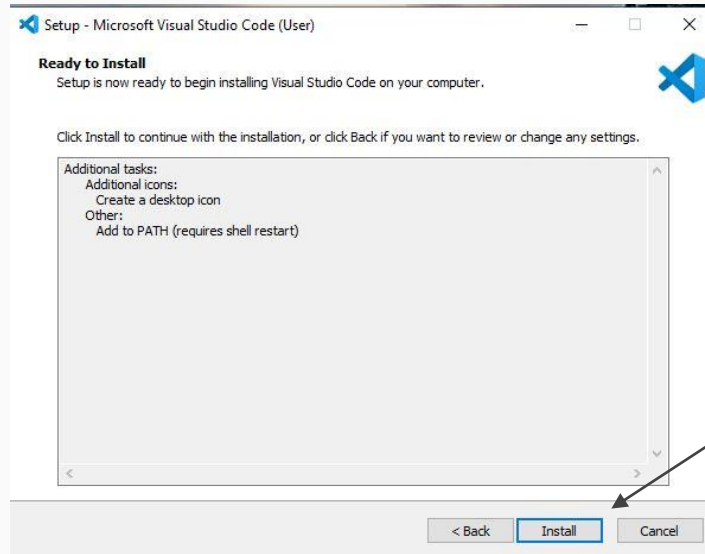 Setup - Microsoft Visual Studio Code (User)
Ready to Install
Setup is now ready to begin installing Visual Studio Code on your computer.
Click Install to continue with the installation, or click Back if you want to review or change any settings.
Additional tasks:
Additional icons:
Create a desktop icon
Other:
Add to PATH (requires shell restart)
< Back Install Cancel